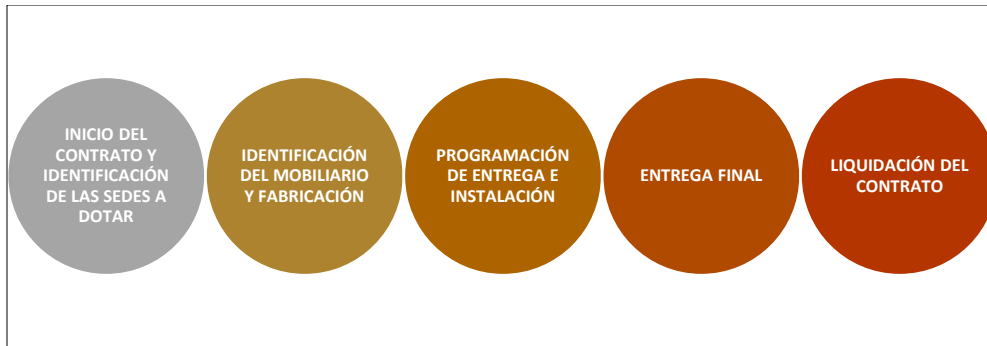 INICIO DEL
CONTRATO Y
IDENTIFICACIÓN
DE LAS SEDES A
DOTAR
IDENTIFICACIÓN
DEL MOBILIARIO
Y FABRICACIÓN
PROGRAMACIÓN
DE ENTREGA E
INSTALACIÓN
ENTREGA FINAL
LIQUIDACIÓN DEL
CONTRATO